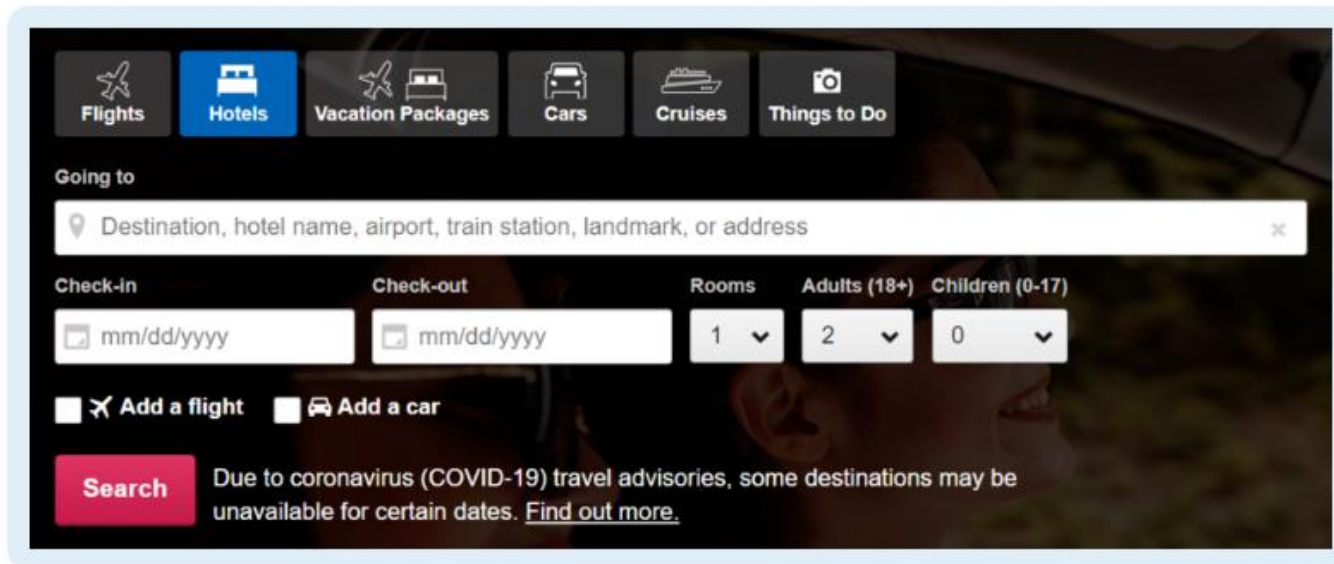 Flights Hotels Vacation Packages Cars Cruises Things to Do
Going to
Destination, hotel name, airport, train station, landmark, or address
Check-in Check-out Rooms Adults (18+) Children (0-17)
mm/dd/yyyy mm/dd/yyyy 1 2 0
Add a flight Add a car
Search
Due to coronavirus (COVID-19) travel advisories, some destinations may be
unavailable for certain dates. Find out more.